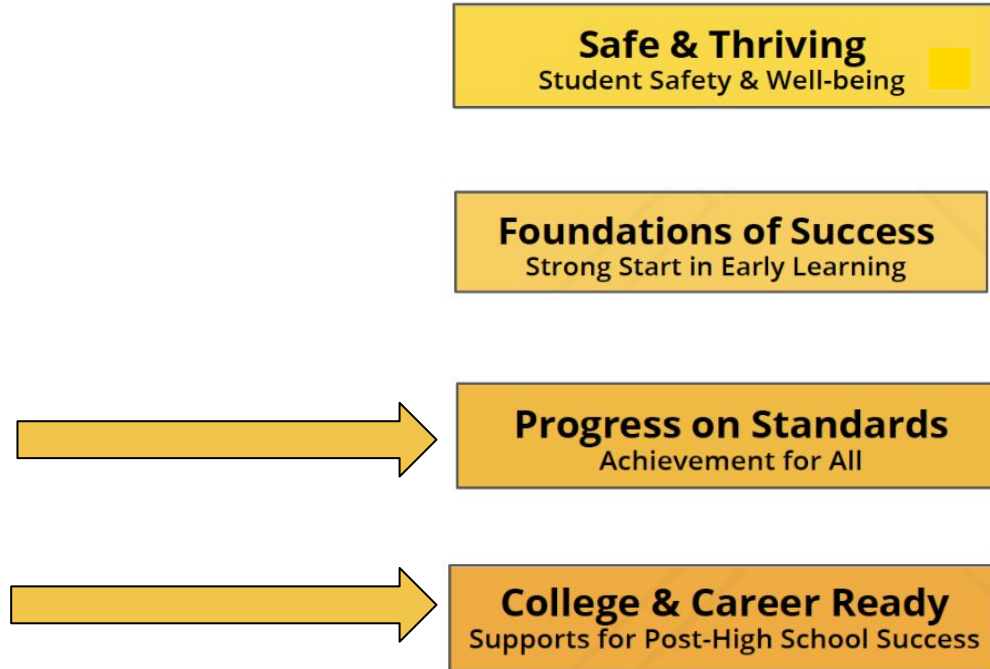 Safe & Thriving
Student Safety & Well-being
Foundations of Success
Strong Start in Early Learning
Progress on Standards
Achievement for All
College & Career Ready
Supports for Post-High School Success